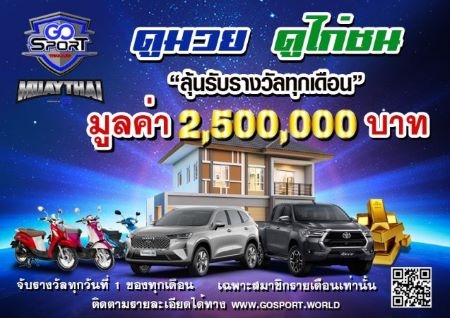 GO
SPORT
MUAYTHAI
ดูมวย ดูไก่ชน
“ลุ้นรับรางวัลทุกเดือน”
มูลค่า 2,500,000 บาท
จับรางวัลทุกวันที่ 1 ของทุกเดือน เฉพาะสมาชิกรายเดือนเท่านั้น
ติดตามรายละเอียดได้ทาง WWW.GOSPORT.WORLD